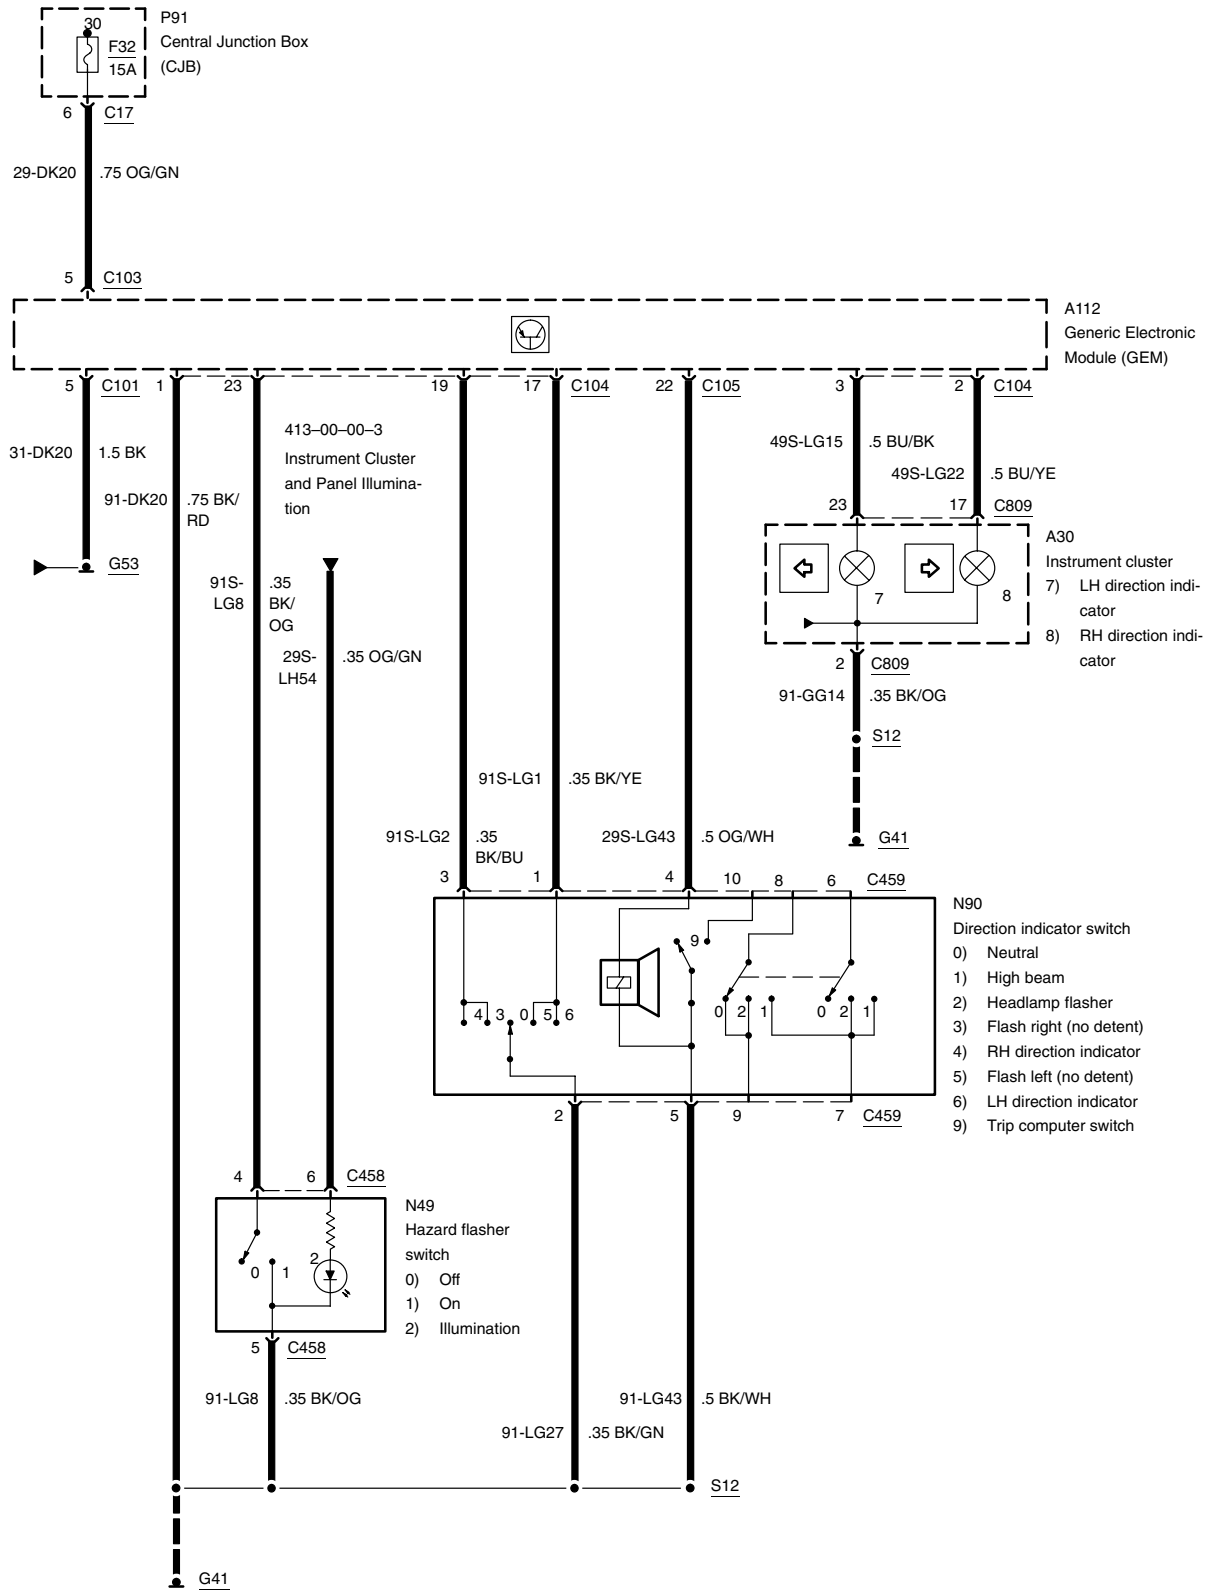 30
P91
Central Junction Box
(CJB)
F32
15A
6 C17
29-DK20 .75 OG/GN
5 C103
A112
Generic Electronic
Module (GEM)
5 C101 1 23 19 17 C104 22 C105 3 2 C104
413–00–00–3
Instrument Cluster
and Panel Illumina-
tion
31-DK20 1.5 BK
91-DK20 .75 BK/
RD
49S-LG15 .5 BU/BK
49S-LG22 .5 BU/YE
23 17 C809
G53
A30
Instrument cluster
7) LH direction indi-
cator
8) RH direction indi-
cator
7 8
91S-
LG8
.35
BK/
OG
29S-
LH54
.35 OG/GN
2 C809
91-GG14 .35 BK/OG
S12
G41
91S-LG1 .35 BK/YE
91S-LG2 .35
BK/BU
29S-LG43 .5 OG/WH
3 1 4 10 8 6 C459
N90
Direction indicator switch
0) Neutral
1) High beam
2) Headlamp flasher
3) Flash right (no detent)
4) RH direction indicator
5) Flash left (no detent)
6) LH direction indicator
9) Trip computer switch
9
4 3 0 5 6
0 2 1 0 2 1
2 5 9 7 C459
4 6 C458
N49
Hazard flasher
switch
0) Off
1) On
2) Illumination
2
0 1
5 C458
91-LG8 .35 BK/OG
91-LG43 .5 BK/WH
91-LG27 .35 BK/GN
S12
G41